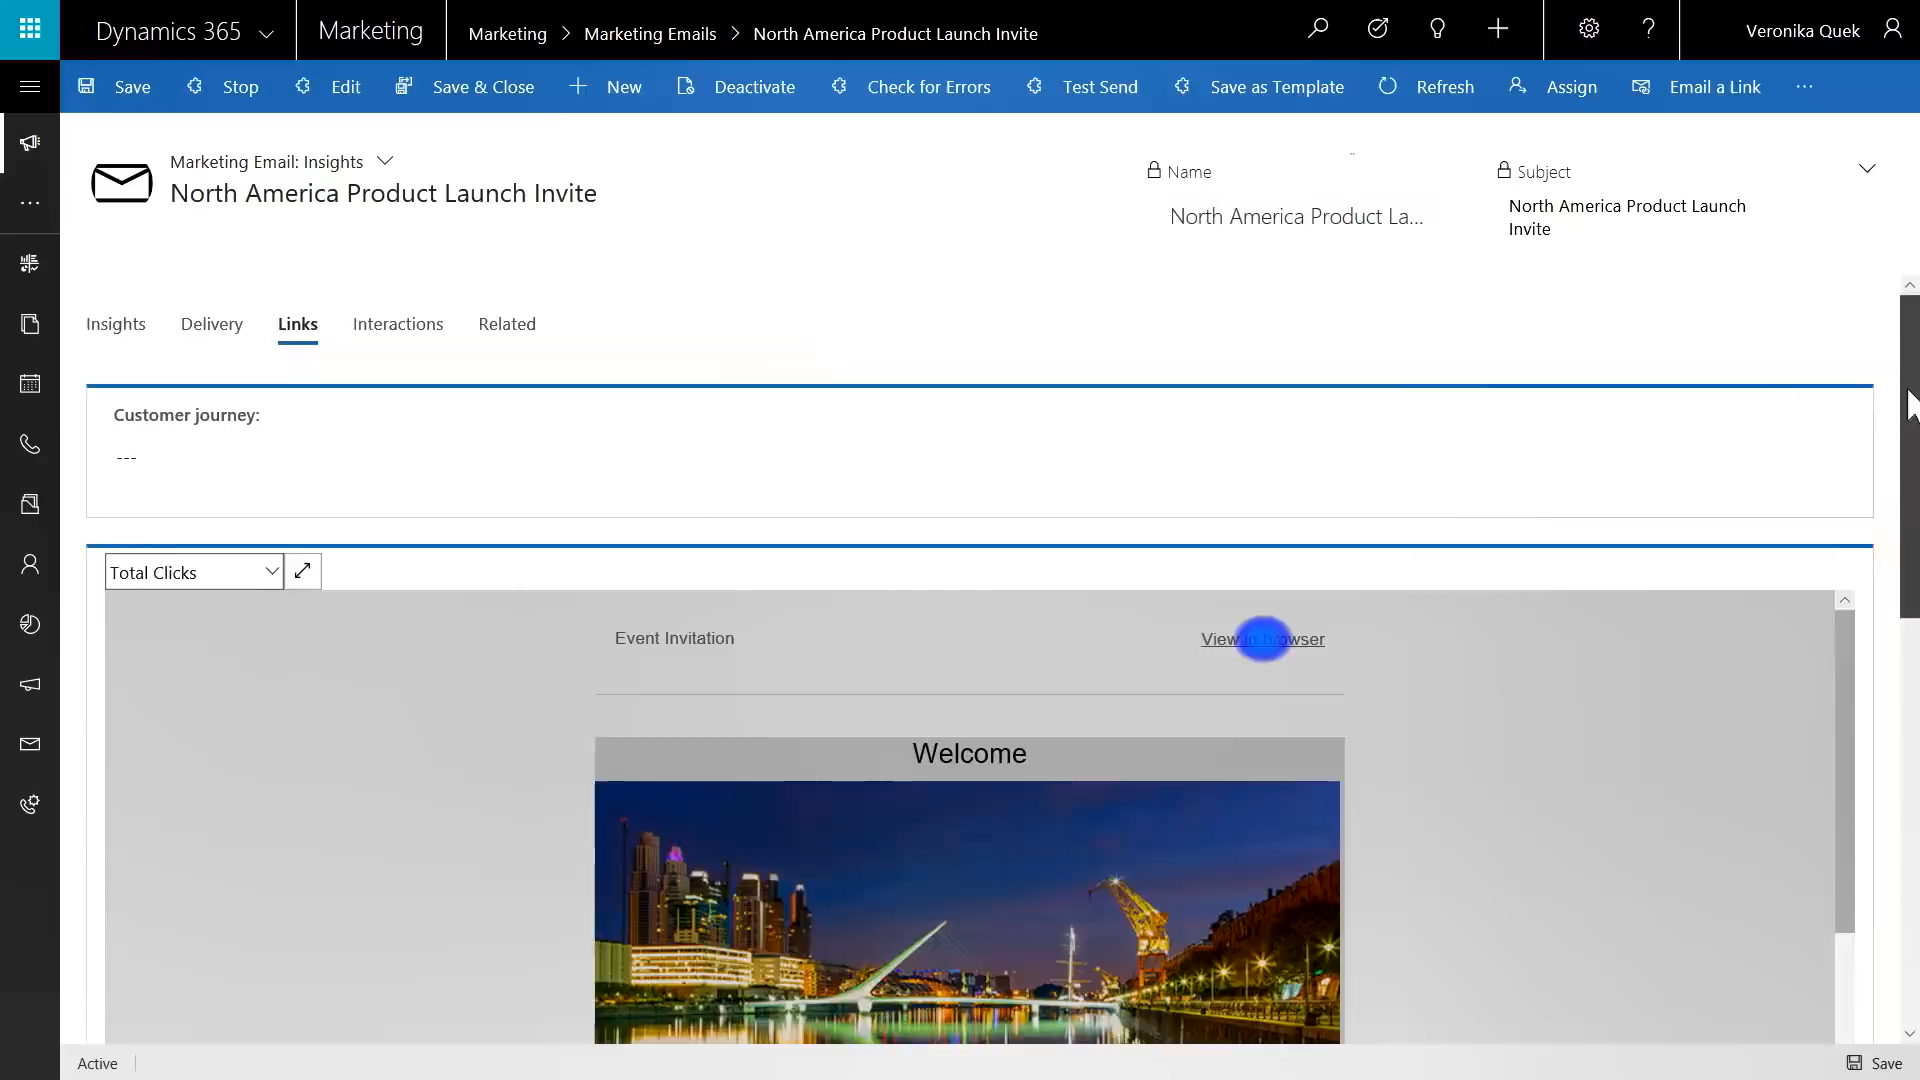 Dynamics 365
Marketing
Marketing > Marketing Emails > North America Product Launch Invite
Veronika Quek
Save
Stop
Edit
Save & Close
New
Deactivate
Check for Errors
Test Send
Save as Template
Refresh
Assign
Email a Link
Marketing Email: Insights
North America Product Launch Invite
Name
North America Product La...
Subject
North America Product Launch
Invite
Insights
Delivery
Links
Interactions
Related
Customer journey:
---
Total Clicks
Event Invitation
View in browser
Welcome
Active
Save